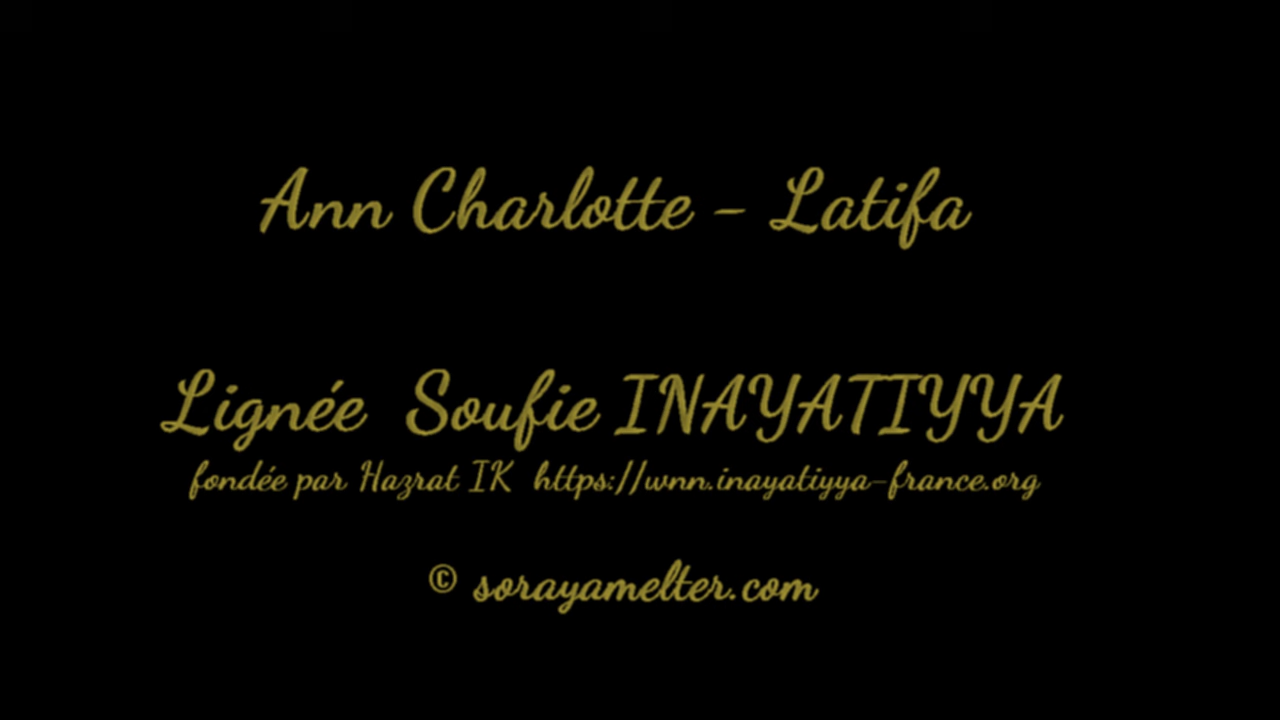 Ann Charlotte - Latifa
Lignée Soufie INAYATIYYA
fondée par Hazrat IK https://wnn.inayatiyya-france.org
© sorayamelter.com